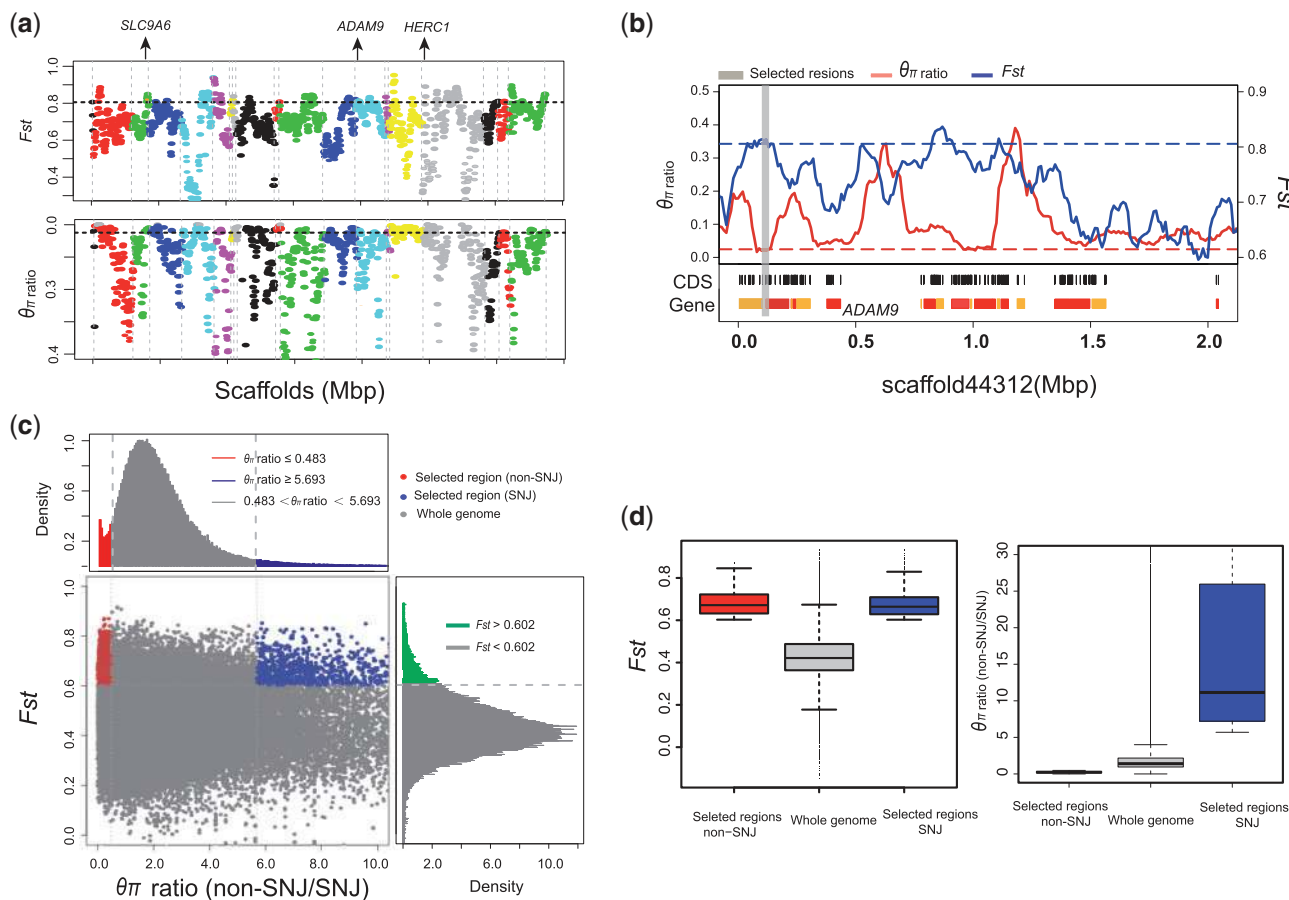 (a)
SLC9A6
ADAM9
HERC1
Fst
1.0
0.8
0.6
0.4
θπ ratio
0.0
0.3
0.4
Scaffolds (Mbp)
(b)
Selected resions
θπ ratio
Fst
θπ ratio
0.5
0.4
0.3
0.2
0.1
0.0
0.9
0.8
0.7
0.6
Fst
CDS
Gene
ADAM9
0.0 0.5 1.0 1.5 2.0
scaffold44312(Mbp)
(c)
Density
1.0
0.8
0.6
0.4
0.2
θπ ratio ≤ 0.483
θπ ratio ≥ 5.693
0.483 < θπ ratio < 5.693
Selected region (non-SNJ)
Selected region (SNJ)
Whole genome
Fst
1.0
0.8
0.6
0.4
0.2
0.0
0.0 2.0 4.0 6.0 8.0 10.0
θπ ratio (non-SNJ/SNJ)
Fst > 0.602
Fst < 0.602
2.0 6.0 10.0
Density
(d)
Fst
0.8
0.6
0.4
0.2
0.0
Seleted regions
non-SNJ
Whole genome
Selected regions
SNJ
θπ ratio (non-SNJ/SNJ)
30
25
20
15
10
5
0
Selected regions
non-SNJ
Whole genome
Seleted regions
SNJ